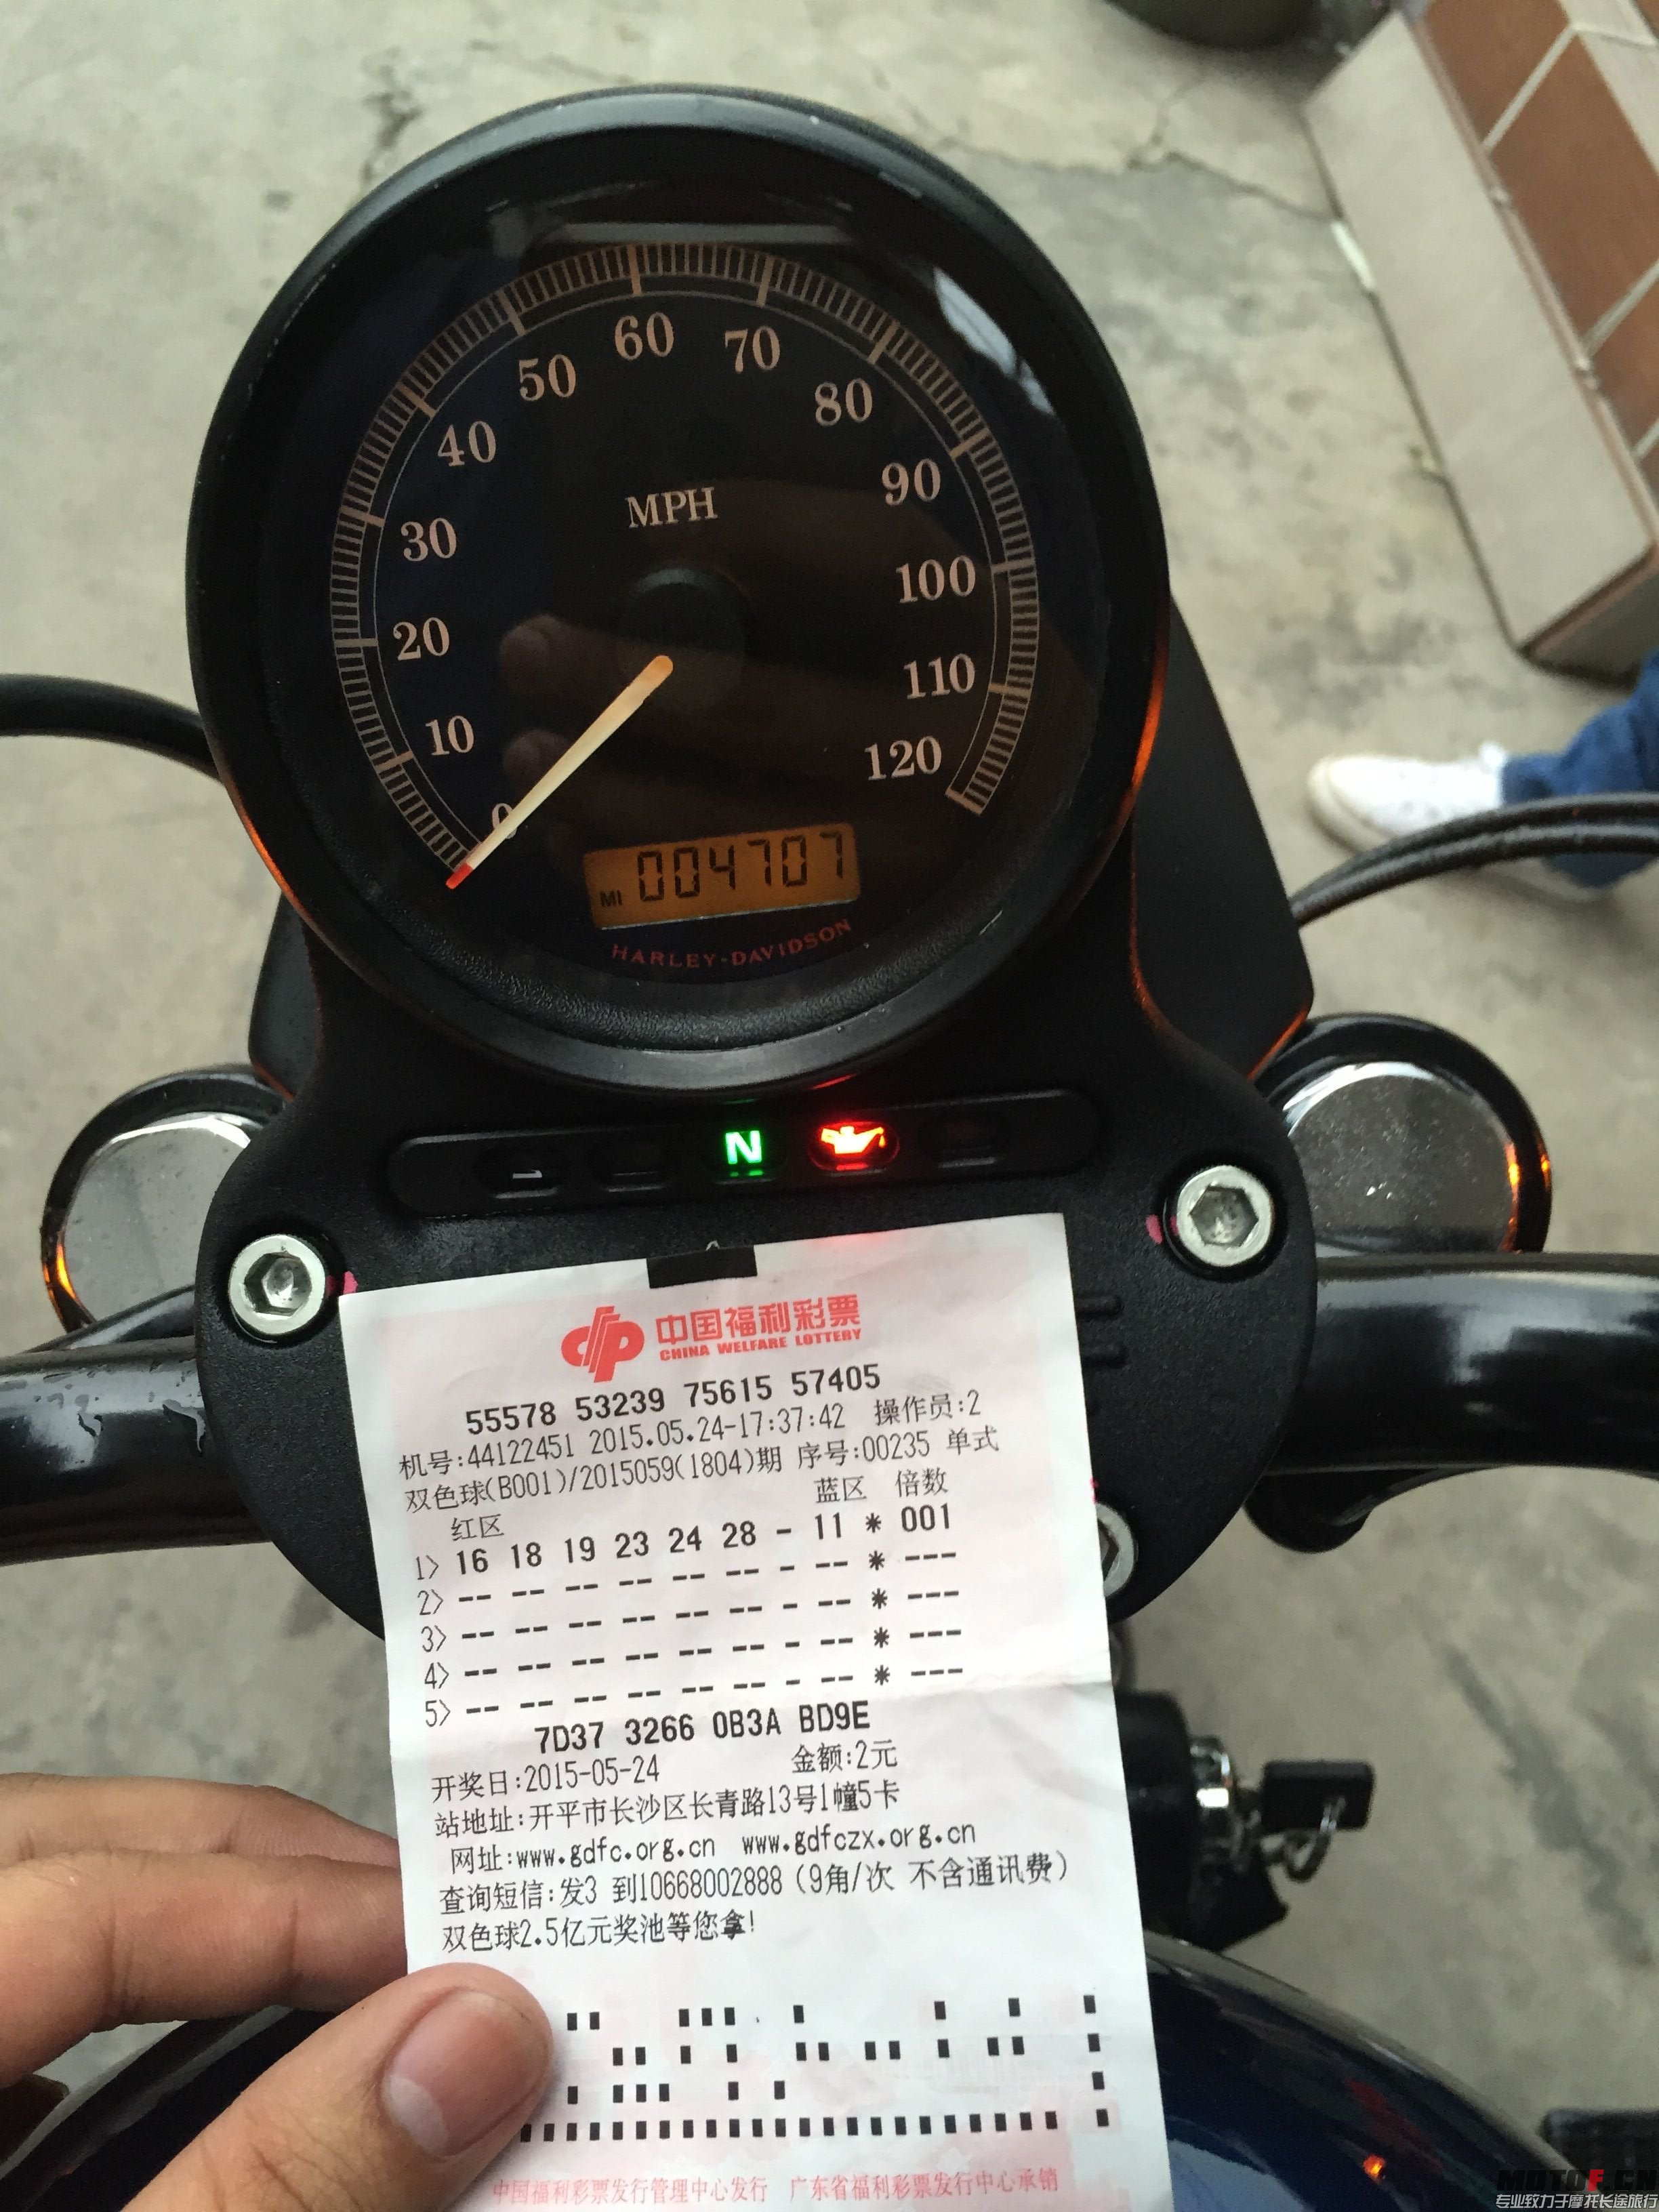 60
50
70
80
40
MPH
90
30
100
20
110
10
120
0
MI 004707
HARLEY-DAVIDSON
N
中国福利彩票
CHINA WELFARE LOTTERY
55578 53239 75615 57405
机号:44122451 2015.05.24-17:37:42 操作员:2
双色球(B001)/2015059(1804)期 序号:00235 单式
红区 蓝区 倍数
1> 16 18 19 23 24 28 - 11 * 001
2> -- -- -- -- -- -- - -- * ---
3> -- -- -- -- -- -- - -- * ---
4> -- -- -- -- -- -- - -- * ---
5> -- -- -- -- -- -- - -- * ---
7D37 3266 0B3A BD9E
开奖日:2015-05-24 金额:2元
站地址:开平市长沙区长青路13号1幢5卡
网址:www.gdfc.org.cn www.gdfczx.org.cn
查询短信:发3 到10668002888(9角/次 不含通讯费)
双色球2.5亿元奖池等您拿!
中国福利彩票发行管理中心发行 广东省福利彩票发行中心承销
MOTOF.CN
专业致力于摩托长途旅行